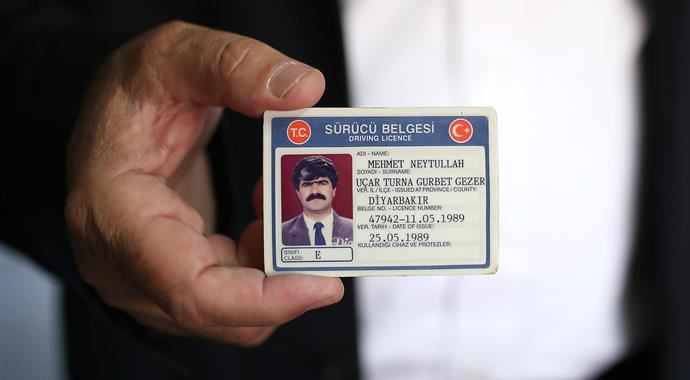 T.C.
SÜRÜCÜ BELGESİ
DRIVING LICENCE
ADI - NAME:
MEHMET NEYTULLAH
SOYADI - SURNAME:
UÇAR TURNA GURBET GEZER
VER. İL / İLÇE - ISSUED AT PROVINCE / COUNTY:
DİYARBAKIR
BELGE NO. - LICENCE NUMBER:
47942-11.05.1989
VER. TARİH - DATE OF ISSUE:
25.05.1989
KULLANDIĞI CİHAZ VE PROTEZLER:
SINIFI
CLASS: E